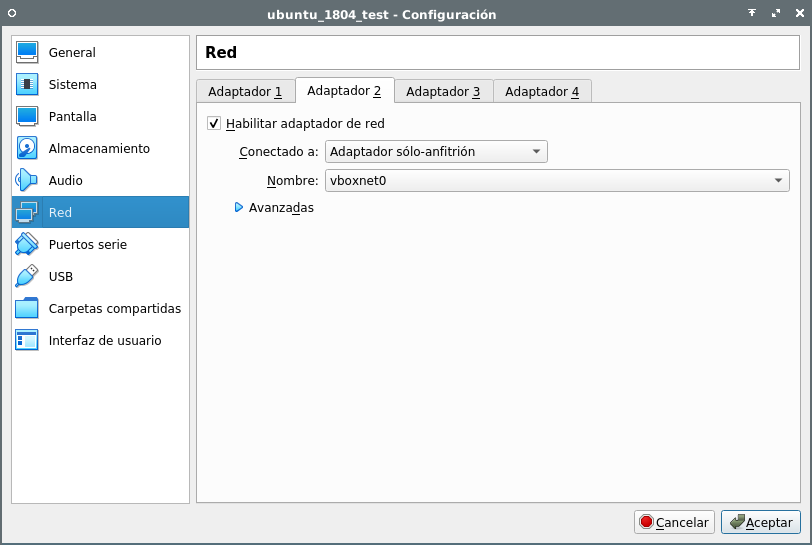 ubuntu_1804_test - Configuración
General
Sistema
Pantalla
Almacenamiento
Audio
Red
Puertos serie
USB
Carpetas compartidas
Interfaz de usuario
Red
Adaptador 1 Adaptador 2 Adaptador 3 Adaptador 4
Habilitar adaptador de red
Conectado a: Adaptador sólo-anfitrión
Nombre: vboxnet0
Avanzadas
Cancelar Aceptar